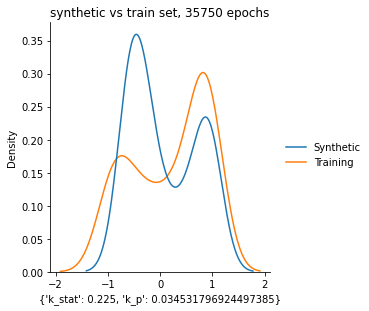 synthetic vs train set, 35750 epochs
0.35
0.30
0.25
0.20
0.15
0.10
0.05
0.00
Density
−2
−1
0
1
2
{'k_stat': 0.225, 'k_p': 0.034531796924497385}
Synthetic
Training